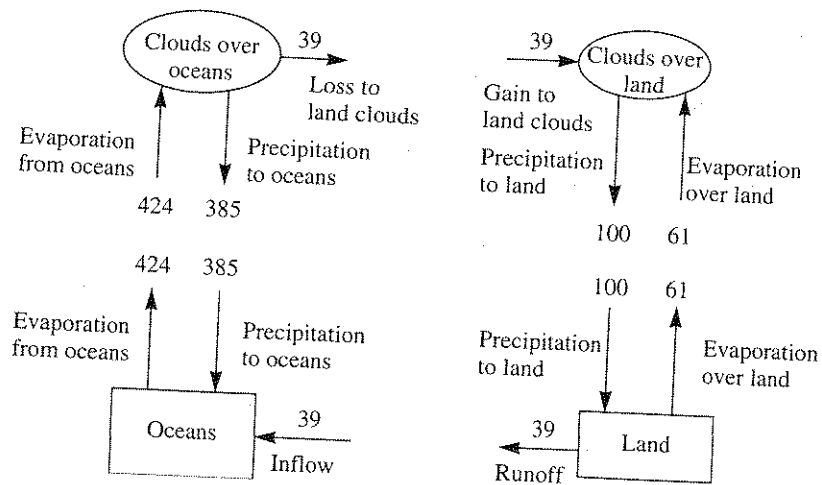 Clouds over
oceans
39
Loss to
land clouds
Evaporation
from oceans
Precipitation
to oceans
424 385
424 385
Evaporation
from oceans
Precipitation
to oceans
Oceans
39
Inflow
39
Gain to
land clouds
Clouds over
land
Precipitation
to land
Evaporation
over land
100 61
100 61
Precipitation
to land
Evaporation
over land
39
Runoff
Land